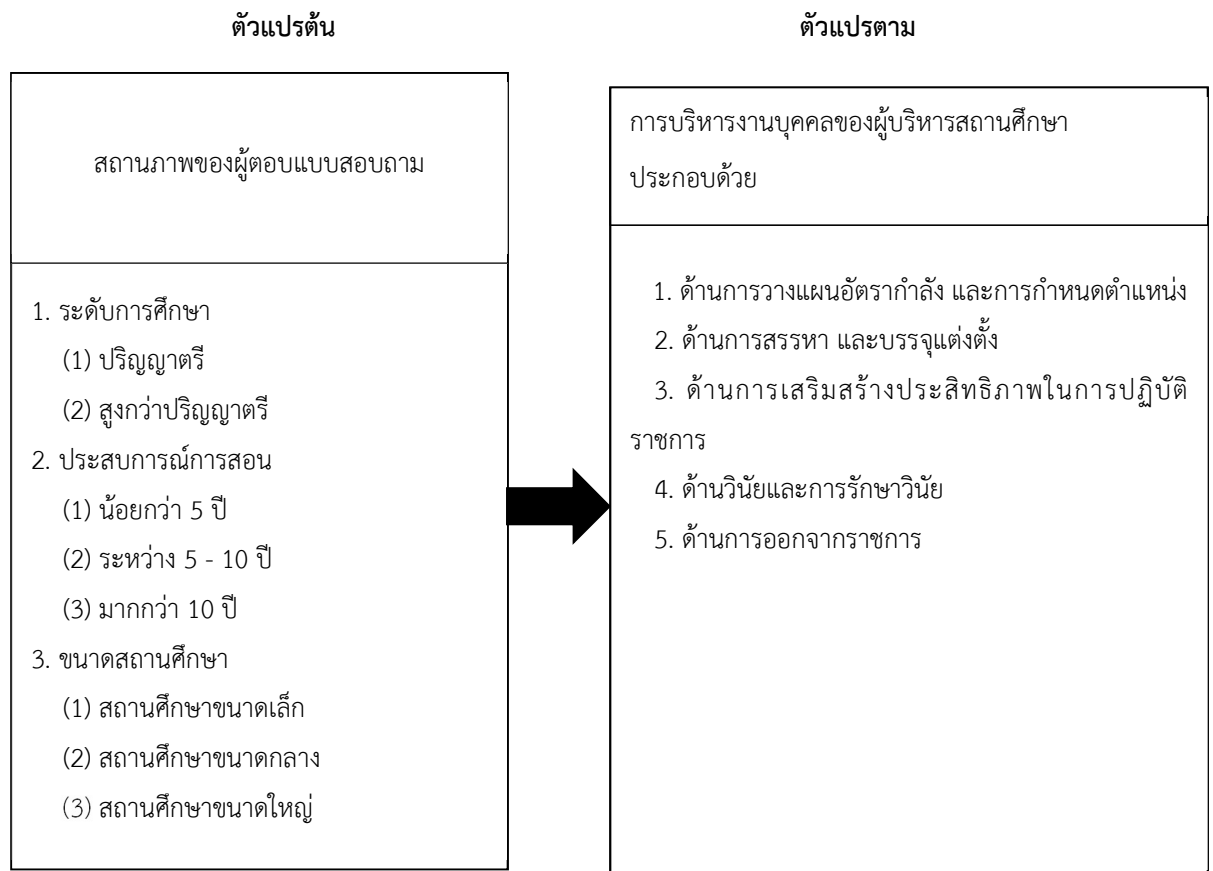 ตัวแปรต้น
ตัวแปรตาม
สถานภาพของผู้ตอบแบบสอบถาม
1. ระดับการศึกษา
(1) ปริญญาตรี
(2) สูงกว่าปริญญาตรี
2. ประสบการณ์การสอน
(1) น้อยกว่า 5 ปี
(2) ระหว่าง 5 - 10 ปี
(3) มากกว่า 10 ปี
3. ขนาดสถานศึกษา
(1) สถานศึกษาขนาดเล็ก
(2) สถานศึกษาขนาดกลาง
(3) สถานศึกษาขนาดใหญ่
การบริหารงานบุคคลของผู้บริหารสถานศึกษา
ประกอบด้วย
1. ด้านการวางแผนอัตรากำลัง และการกำหนดตำแหน่ง
2. ด้านการสรรหา และบรรจุแต่งตั้ง
3. ด้านการเสริมสร้างประสิทธิภาพในการปฏิบัติ
ราชการ
4. ด้านวินัยและการรักษาวินัย
5. ด้านการออกจากราชการ